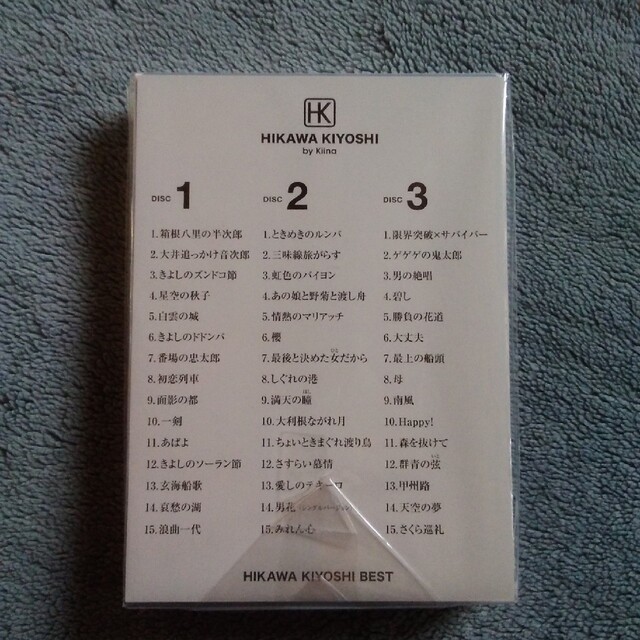 HK
HIKAWA KIYOSHI
by Kiina
DISC 1
1.箱根八里の半次郎
2.大井追っかけ音次郎
3.きよしのズンドコ節
4.星空の秋子
5.白雲の城
6.きよしのドドンパ
7.番場の忠太郎
8.初恋列車
9.面影の都
10.一剣
11.あばよ
12.きよしのソーラン節
13.玄海船歌
14.哀愁の湖
15.浪曲一代
DISC 2
1.ときめきのルンバ
2.三味線旅がらす
3.虹色のバイヨン
4.あの娘と野菊と渡し舟
5.情熱のマリアッチ
6.櫻
7.最後と決めた女だから
8.しぐれの港
9.満天の瞳
10.大利根ながれ月
11.ちょいときまぐれ渡り鳥
12.さすらい慕情
13.愛しのテキーロ
14.男花 <シングルバージョン>
15.みれん心
DISC 3
1.限界突破×サバイバー
2.ゲゲゲの鬼太郎
3.男の絶唱
4.碧し
5.勝負の花道
6.大丈夫
7.最上の船頭
8.母
9.南風
10.Happy!
11.森を抜けて
12.群青の弦
13.甲州路
14.天空の夢
15.さくら巡礼
HIKAWA KIYOSHI BEST